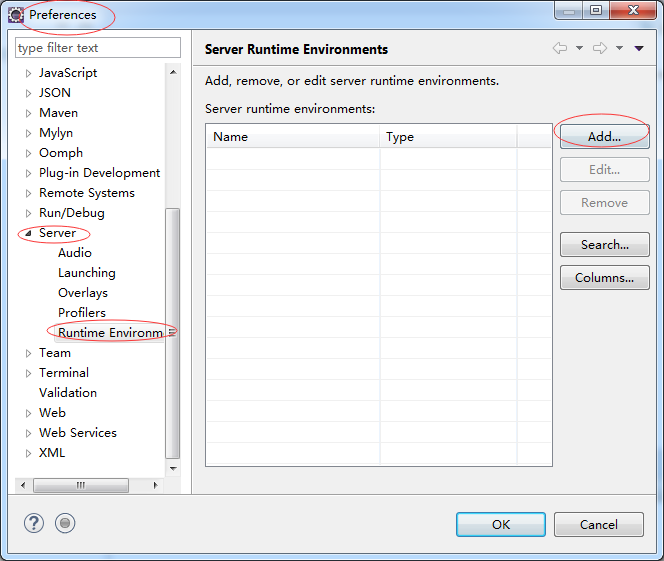 Preferences
type filter text
JavaScript
JSON
Maven
Mylyn
Oomph
Plug-in Development
Remote Systems
Run/Debug
Server
Audio
Launching
Overlays
Profilers
Runtime Environm
Team
Terminal
Validation
Web
Web Services
XML
Server Runtime Environments
Add, remove, or edit server runtime environments.
Server runtime environments:
Name Type
Add...
Edit...
Remove
Search...
Columns...
?
OK Cancel